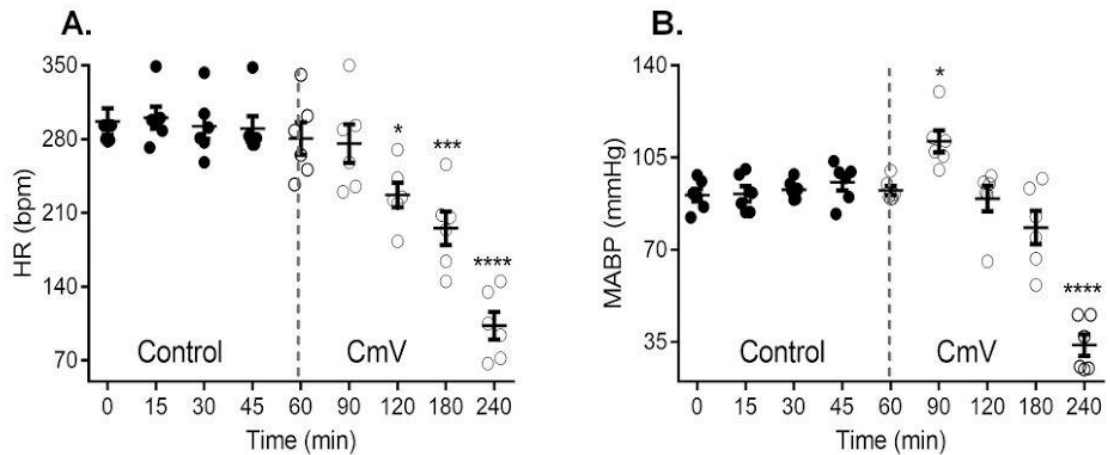 A.
HR (bpm)
350
280
210
140
70
*
***
****
Control
CmV
0 15 30 45 60 90 120 180 240
Time (min)
B.
MABP (mmHg)
140
105
70
35
*
****
Control
CmV
0 15 30 45 60 90 120 180 240
Time (min)